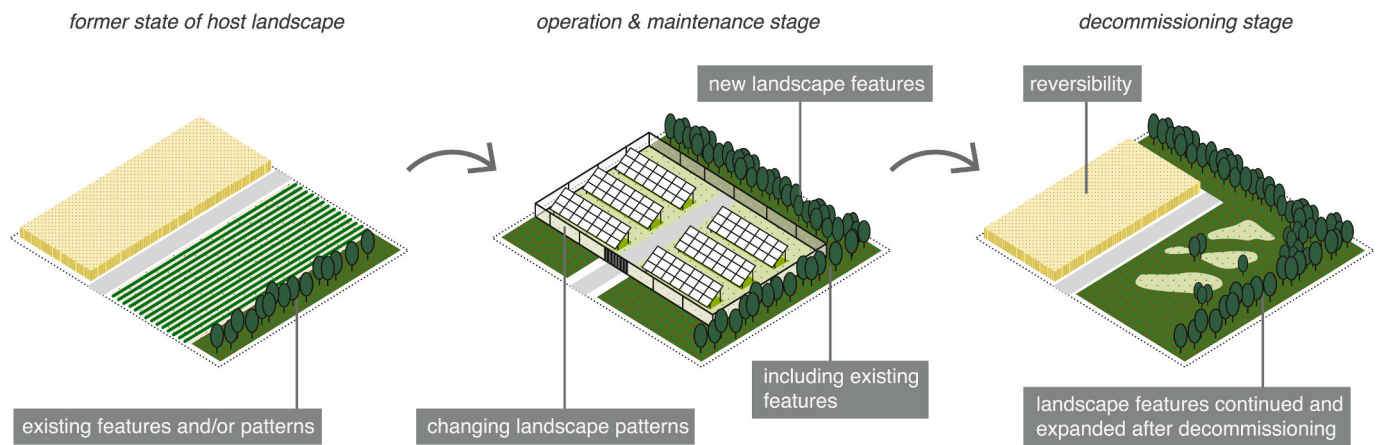 former state of host landscape
operation & maintenance stage
decommissioning stage
new landscape features
reversibility
including existing
features
existing features and/or patterns
changing landscape patterns
landscape features continued and
expanded after decommissioning